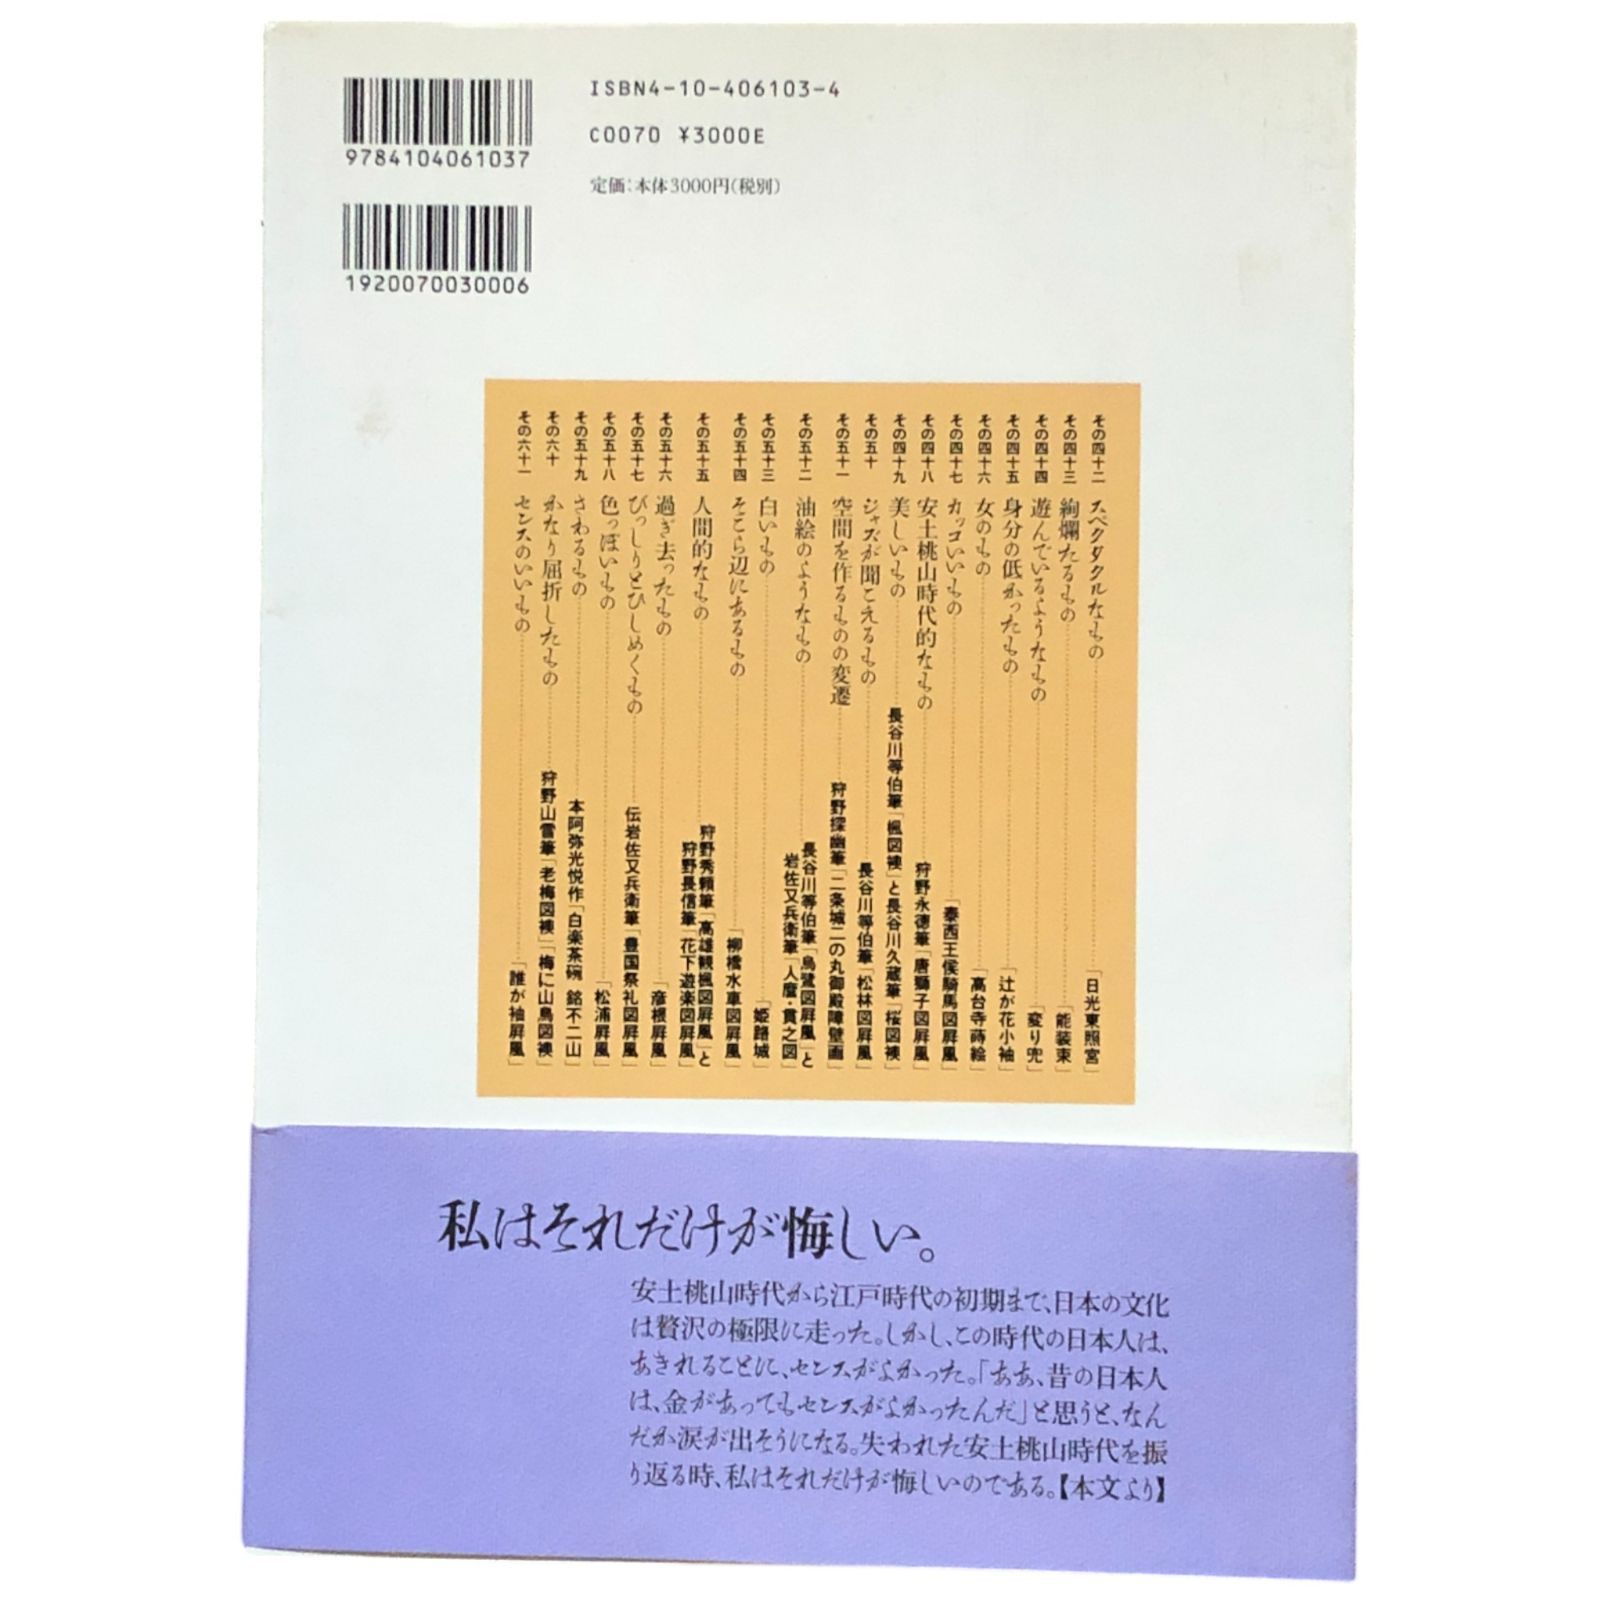 ISBN4-10-406103-4
C0070 ¥3000E
定価：本体3000円（税別）
9784104061037
1920070030006
その四十二 スペクタクルなもの………「日光東照宮」
その四十三 絢爛たるもの………「能装束」
その四十四 遊んでいるようなもの………「変り兜」
その四十五 身分の低かったもの………「辻が花小袖」
その四十六 女のもの………「高台寺蒔絵」
その四十七 カッコいいもの………「泰西王侯騎馬図屛風」
その四十八 安土桃山時代的なもの………狩野永徳筆「唐獅子図屛風」
その四十九 美しいもの………長谷川等伯筆「楓図襖」と長谷川久蔵筆「桜図襖」
その五十 ジャズが聞こえるもの………長谷川等伯筆「松林図屛風」
その五十一 空間を作るものの変遷………狩野探幽筆「二条城二の丸御殿障壁画」
その五十二 油絵のようなもの………長谷川等伯筆「烏鷺図屛風」と
岩佐又兵衛筆「人麿・貫之図」
その五十三 白いもの………「姫路城」
その五十四 そこら辺にあるもの………「柳橋水車図屛風」
その五十五 人間的なもの………狩野秀頼筆「高雄観楓図屛風」と
狩野長信筆「花下遊楽図屛風」
その五十六 過ぎ去ったもの………「彦根屛風」
その五十七 びっしりとひしめくもの………伝岩佐又兵衛筆「豊国祭礼図屛風」
その五十八 色っぽいもの………「松浦屛風」
その五十九 さわるもの………本阿弥光悦作「白楽茶碗 銘不二山」
その六十 かなり屈折したもの………狩野山雪筆「老梅図襖」「梅に山鳥図襖」
その六十一 センスのいいもの………「誰が袖屛風」
私はそれだけが悔しい。
安土桃山時代から江戸時代の初期まで、日本の文化
は贅沢の極限に走った。しかし、この時代の日本人は、
あきれることに、センスがよかった。「ああ、昔の日本人
は、金があってもセンスがよかったんだ」と思うと、なん
だか涙が出そうになる。失われた安土桃山時代を振
り返る時、私はそれだけが悔しいのである。【本文より】